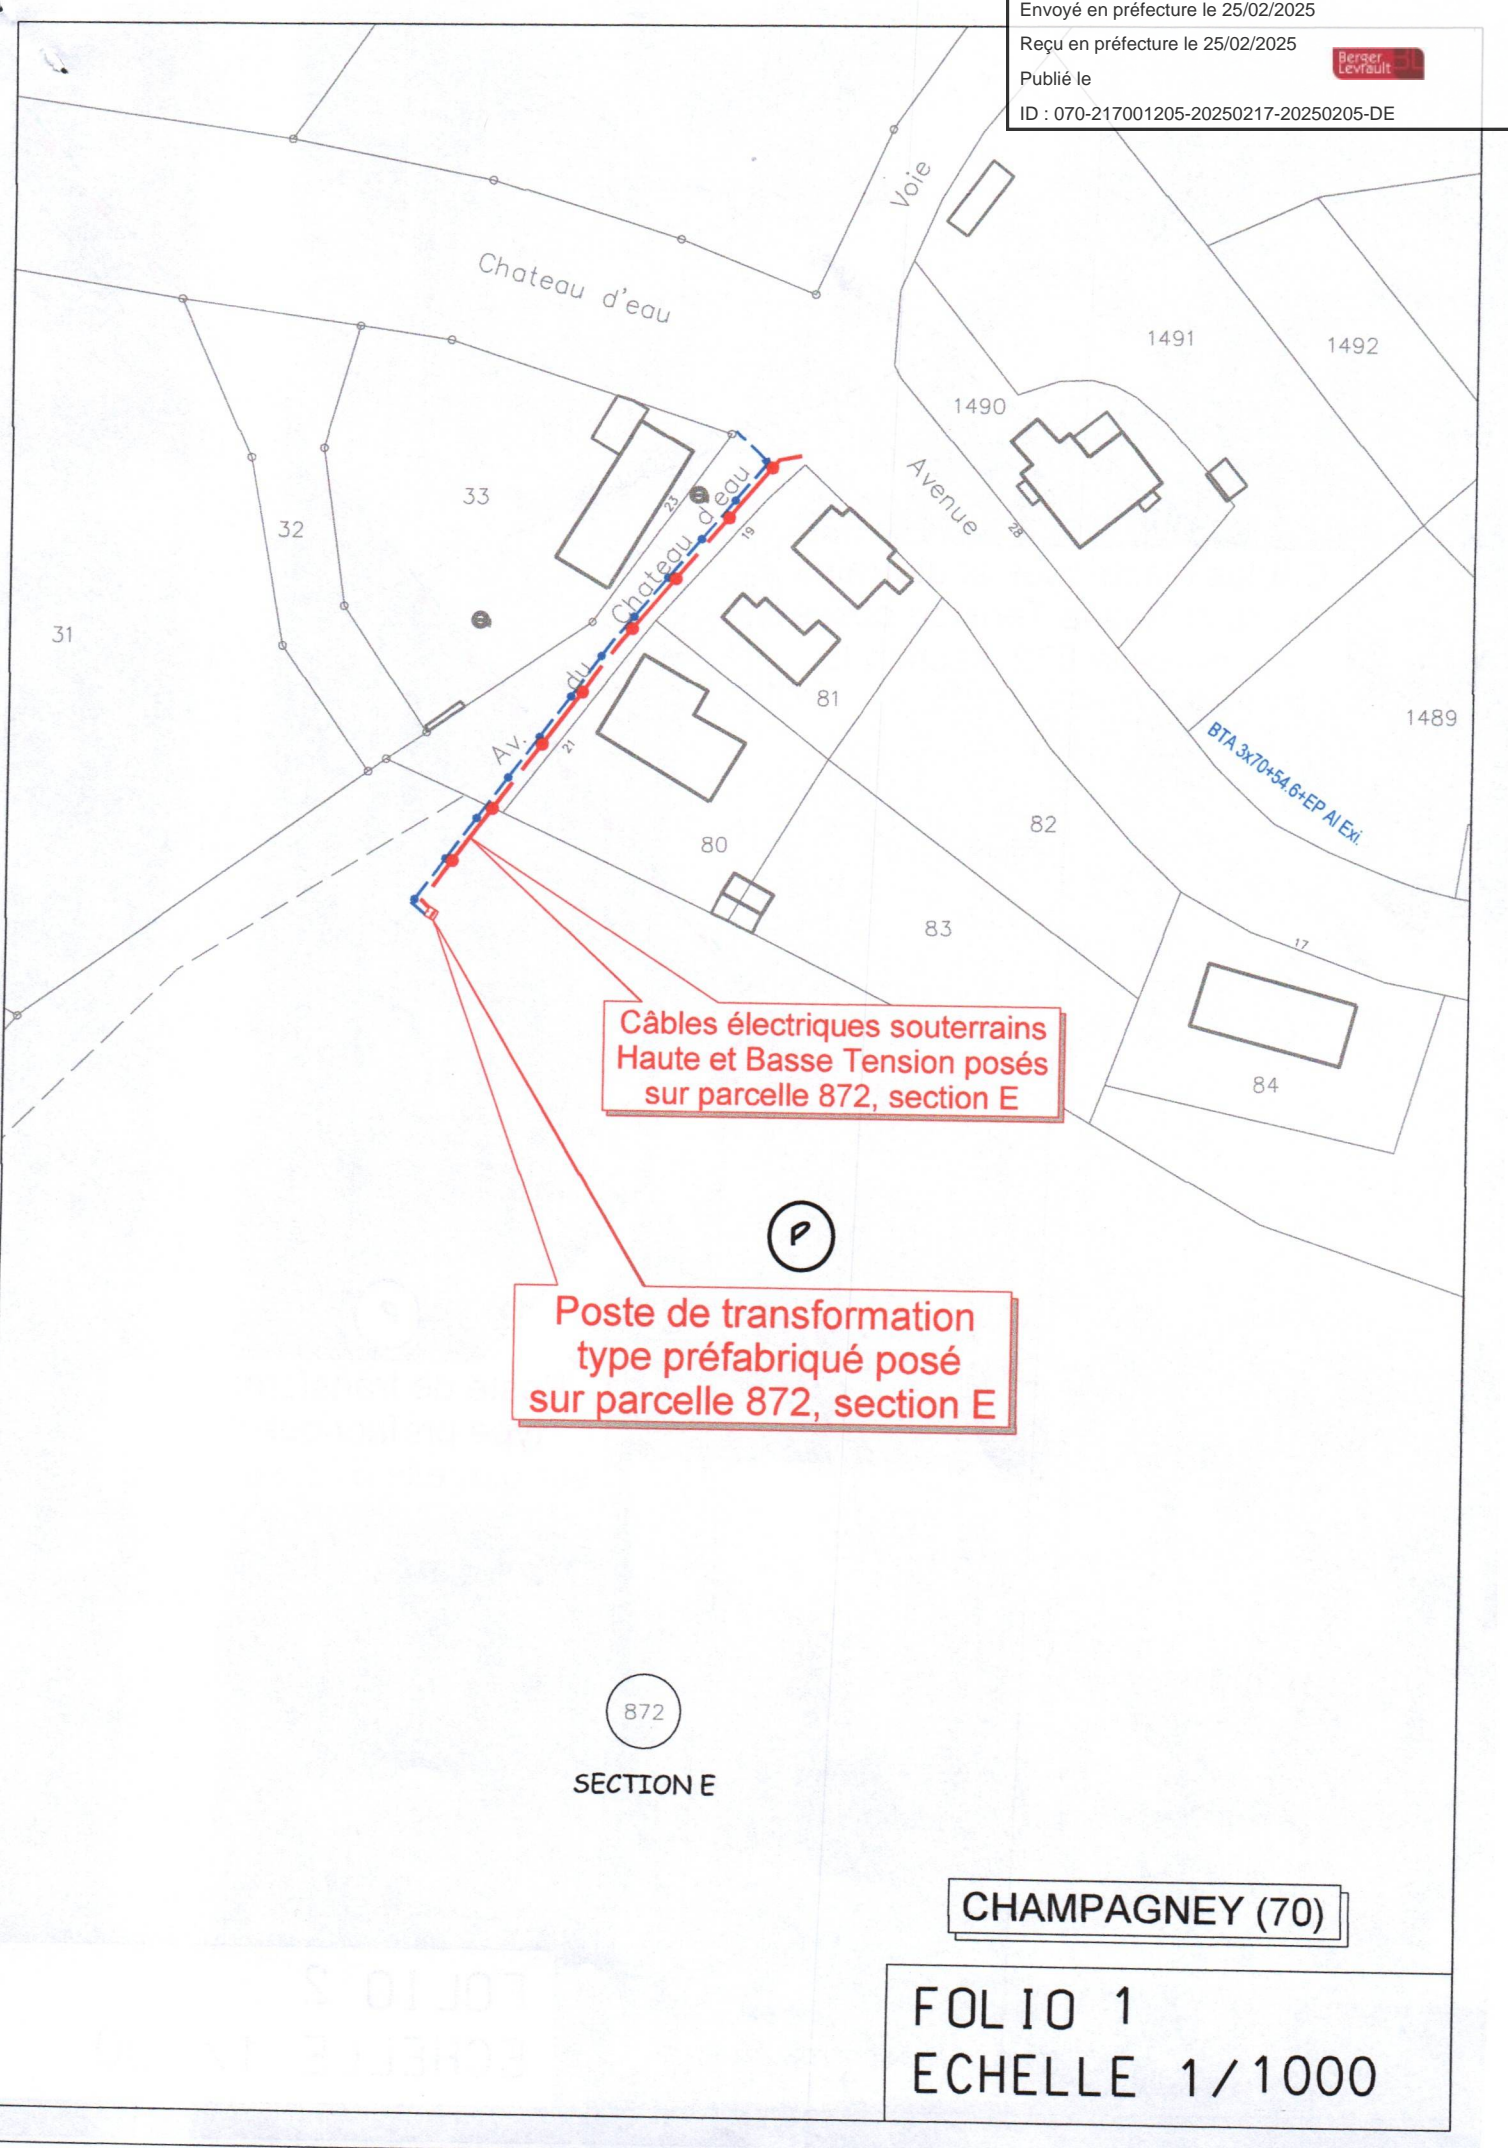 Envoyé en préfecture le 25/02/2025
Reçu en préfecture le 25/02/2025
Berger
Levrault
BL
Publié le
ID : 070-217001205-20250217-20250205-DE
Voie
Chateau d'eau
1491
1492
1490
Avenue
28
33
23
32
19
31
Av. du Chateau d'eau
21
81
1489
BTA 3x70+54.6+EP Al Exi.
82
80
83
17
84
Câbles électriques souterrains
Haute et Basse Tension posés
sur parcelle 872, section E
P
Poste de transformation
type préfabriqué posé
sur parcelle 872, section E
872
SECTION E
CHAMPAGNEY (70)
FOLIO 1
ECHELLE 1/1000